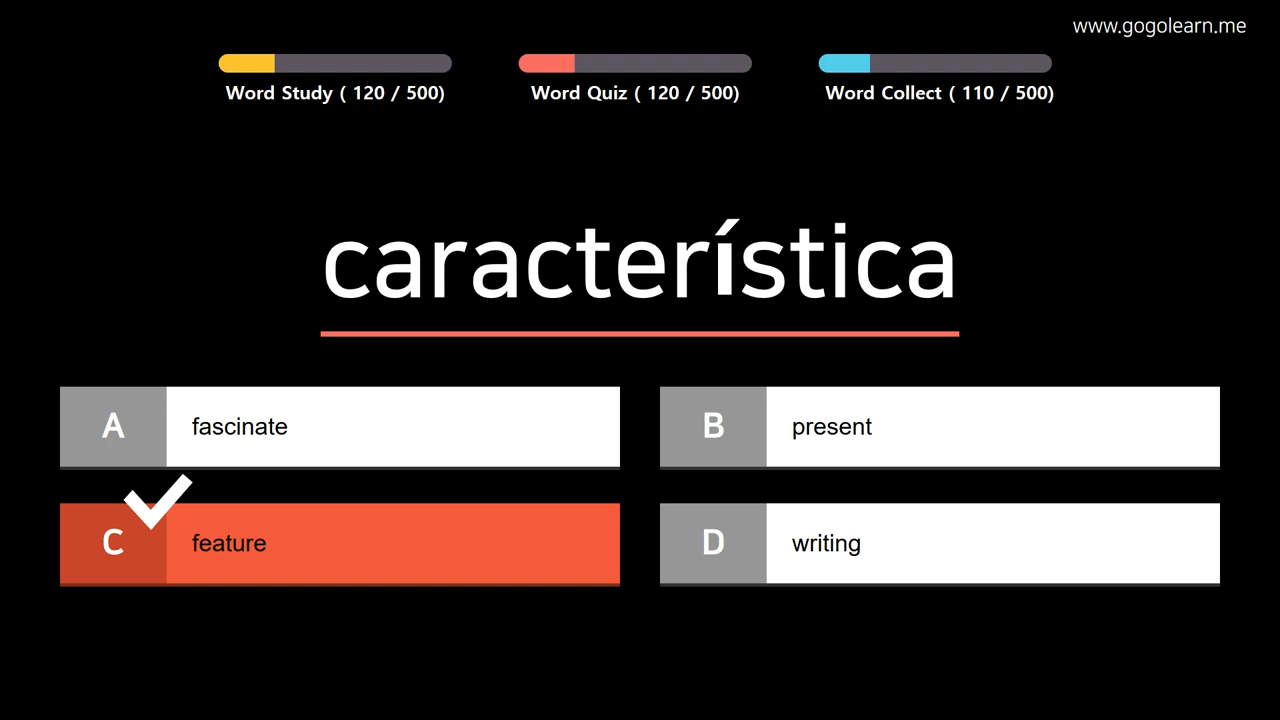 www.gogolearn.me
Word Study ( 120 / 500)
Word Quiz ( 120 / 500)
Word Collect ( 110 / 500)
característica
A fascinate
B present
C feature
D writing